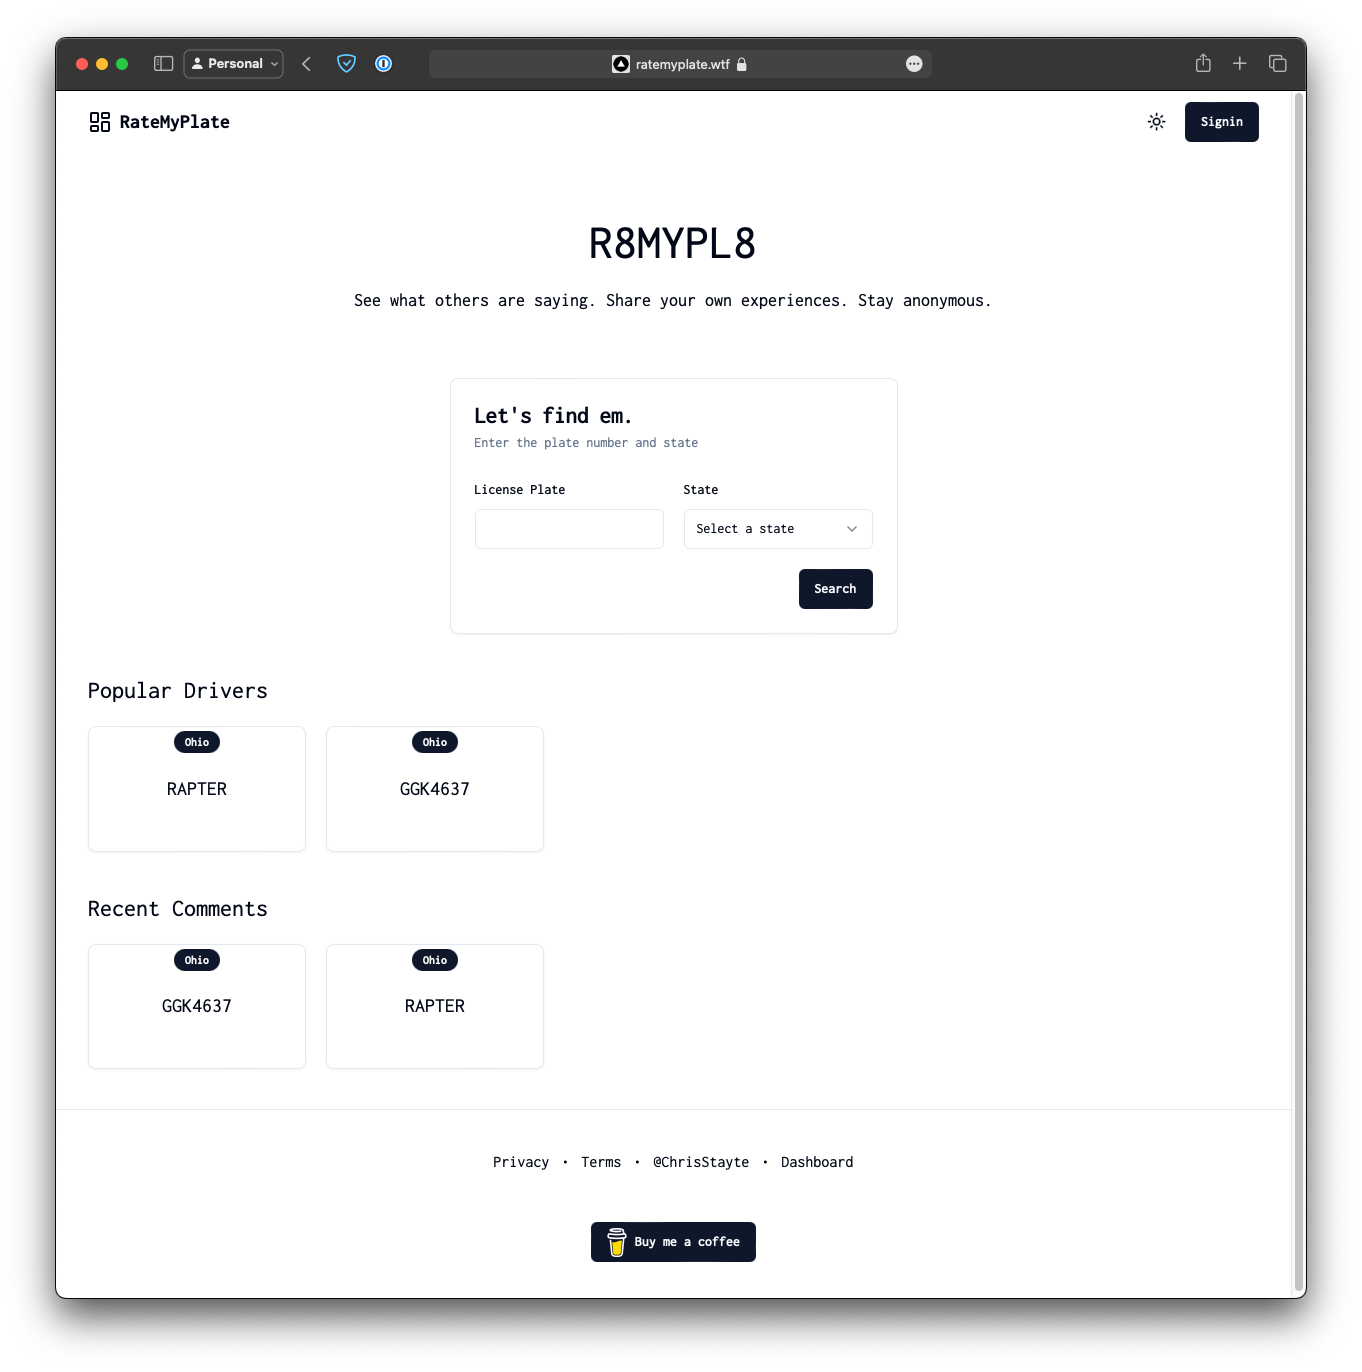 Personal
ratemyplate.wtf
RateMyPlate
Signin
R8MYPL8
See what others are saying. Share your own experiences. Stay anonymous.
Let's find em.
Enter the plate number and state
License Plate
State
Select a state
Search
Popular Drivers
Ohio
RAPTER
Ohio
GGK4637
Recent Comments
Ohio
GGK4637
Ohio
RAPTER
Privacy • Terms • @ChrisStayte • Dashboard
Buy me a coffee